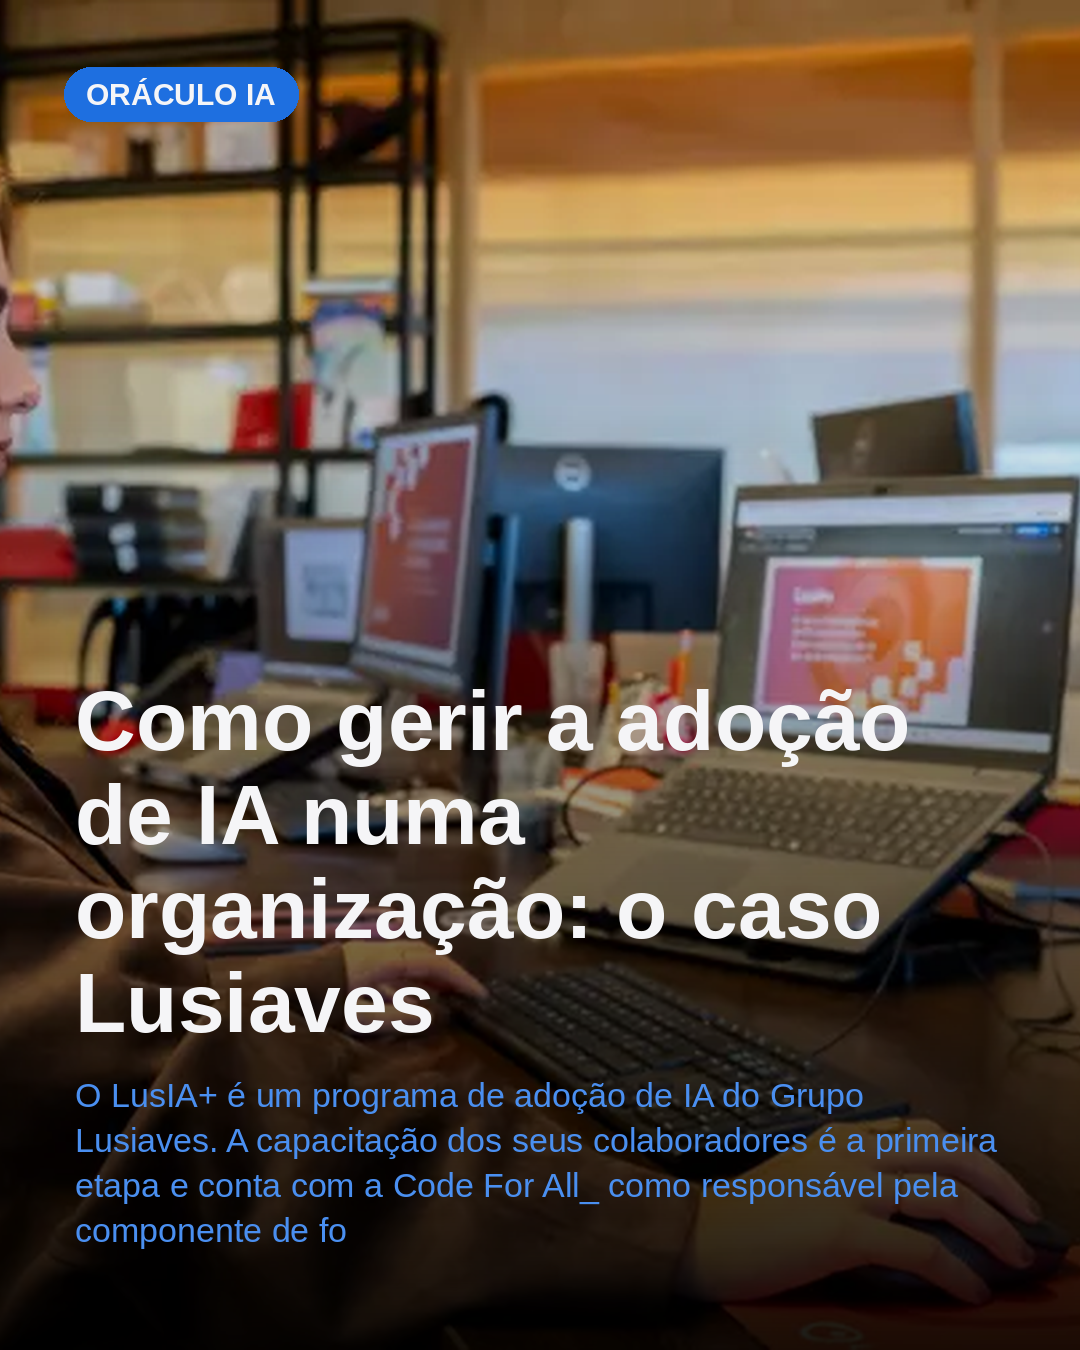 ORÁCULO IA
Como gerir a adoção
de IA numa
organização: o caso
Lusiaves
O LusIA+ é um programa de adoção de IA do Grupo
Lusiaves. A capacitação dos seus colaboradores é a primeira
etapa e conta com a Code For All_ como responsável pela
componente de fo